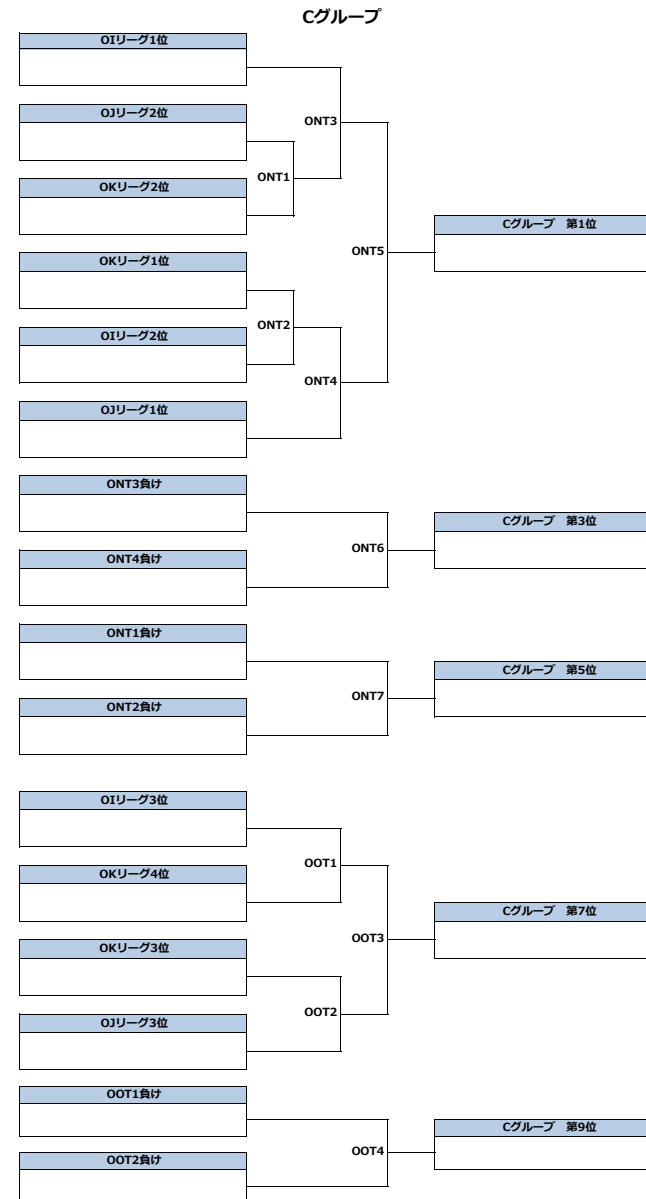 Cグループ
OIリーグ1位
OJリーグ2位
ONT3
ONT1
OKリーグ2位
Cグループ　第1位
ONT5
OKリーグ1位
ONT2
OIリーグ2位
ONT4
OJリーグ1位
ONT3負け
Cグループ　第3位
ONT6
ONT4負け
ONT1負け
Cグループ　第5位
ONT7
ONT2負け
OIリーグ3位
OOT1
OKリーグ4位
Cグループ　第7位
OOT3
OKリーグ3位
OOT2
OJリーグ3位
OOT1負け
Cグループ　第9位
OOT4
OOT2負け